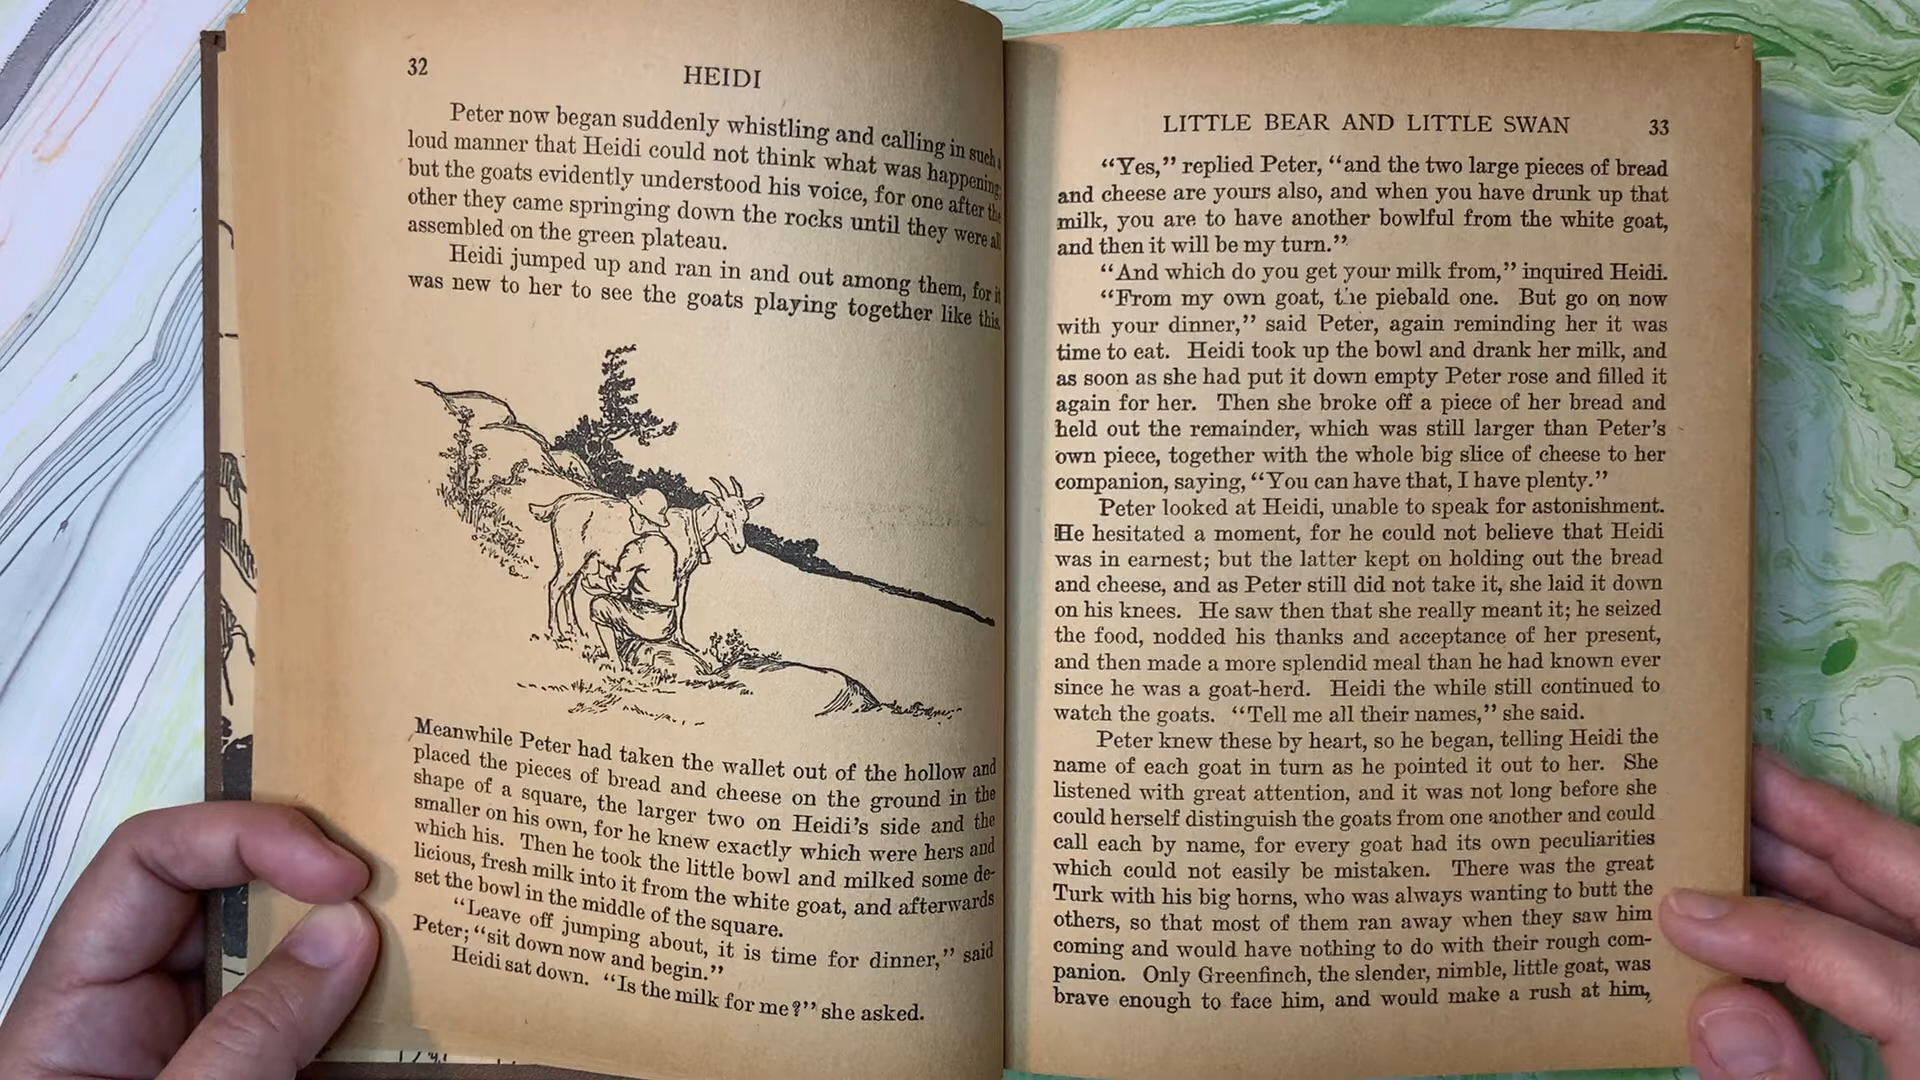 32
HEIDI
Peter now began suddenly whistling and calling in such
loud manner that Heidi could not think what was happening;
but the goats evidently understood his voice, for one after the
other they came springing down the rocks until they were all
assembled on the green plateau.
Heidi jumped up and ran in and out among them, for it
was new to her to see the goats playing together like this.
Meanwhile Peter had taken the wallet out of the hollow and
placed the pieces of bread and cheese on the ground in the
shape of a square, the larger two on Heidi's side and the
smaller on his own, for he knew exactly which were hers and
which his. Then he took the little bowl and milked some de-
licious, fresh milk into it from the white goat, and afterwards
set the bowl in the middle of the square.
“Leave off jumping about, it is time for dinner,” said
Peter; “sit down now and begin.”
Heidi sat down. “Is the milk for me?” she asked.
LITTLE BEAR AND LITTLE SWAN 33
“Yes,” replied Peter, “and the two large pieces of bread
and cheese are yours also, and when you have drunk up that
milk, you are to have another bowlful from the white goat,
and then it will be my turn.”
“And which do you get your milk from,” inquired Heidi.
“From my own goat, the piebald one. But go on now
with your dinner,” said Peter, again reminding her it was
time to eat. Heidi took up the bowl and drank her milk, and
as soon as she had put it down empty Peter rose and filled it
again for her. Then she broke off a piece of her bread and
held out the remainder, which was still larger than Peter's
own piece, together with the whole big slice of cheese to her
companion, saying, “You can have that, I have plenty.”
Peter looked at Heidi, unable to speak for astonishment.
He hesitated a moment, for he could not believe that Heidi
was in earnest; but the latter kept on holding out the bread
and cheese, and as Peter still did not take it, she laid it down
on his knees. He saw then that she really meant it; he seized
the food, nodded his thanks and acceptance of her present,
and then made a more splendid meal than he had known ever
since he was a goat-herd. Heidi the while still continued to
watch the goats. “Tell me all their names,” she said.
Peter knew these by heart, so he began, telling Heidi the
name of each goat in turn as he pointed it out to her. She
listened with great attention, and it was not long before she
could herself distinguish the goats from one another and could
call each by name, for every goat had its own peculiarities
which could not easily be mistaken. There was the great
Turk with his big horns, who was always wanting to butt the
others, so that most of them ran away when they saw him
coming and would have nothing to do with their rough com-
panion. Only Greenfinch, the slender, nimble, little goat, was
brave enough to face him, and would make a rush at him,